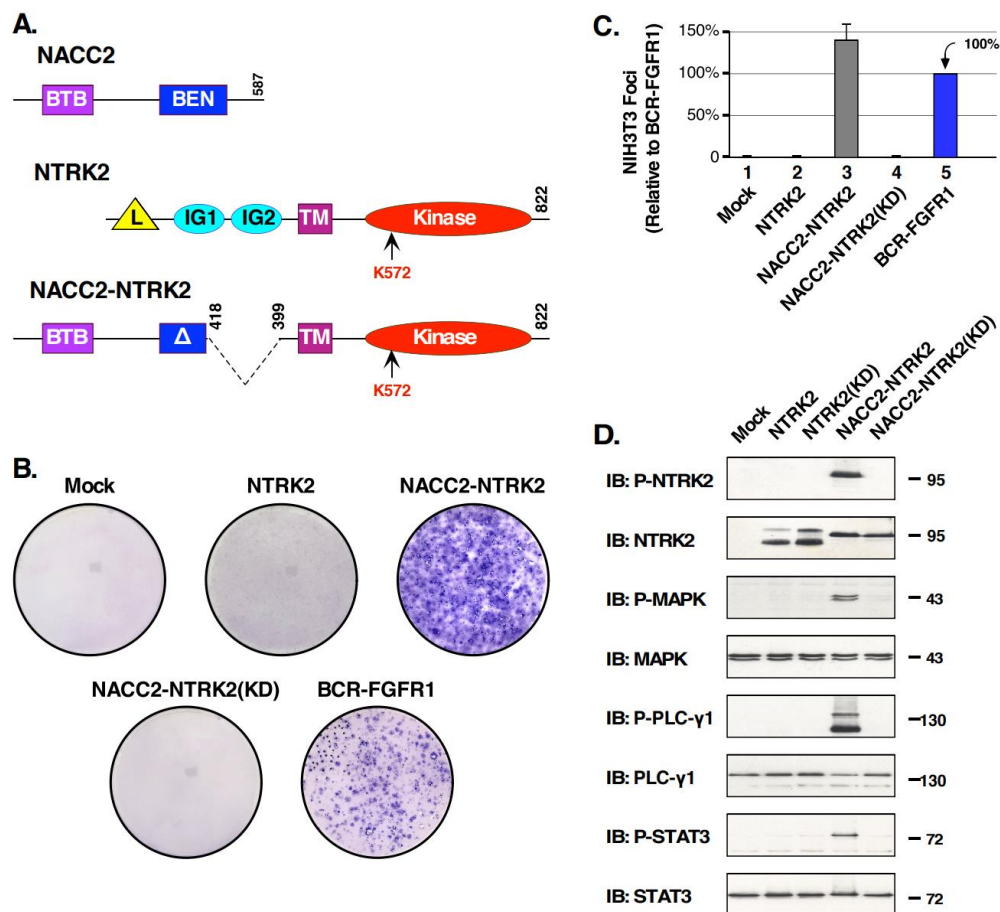 A.
NACC2
BTB
BEN
587
NTRK2
L
IG1
IG2
TM
Kinase
822
K572
NACC2-NTRK2
BTB
Δ
418
399
TM
Kinase
822
K572
B.
Mock
NTRK2
NACC2-NTRK2
NACC2-NTRK2(KD)
BCR-FGFR1
C.
NIH3T3 Foci
(Relative to BCR-FGFR1)
150%
100%
50%
0
100%
1 2 3 4 5
Mock
NTRK2
NACC2-NTRK2
NACC2-NTRK2(KD)
BCR-FGFR1
D.
Mock
NTRK2
NTRK2(KD)
NACC2-NTRK2
NACC2-NTRK2(KD)
IB: P-NTRK2
95
IB: NTRK2
95
IB: P-MAPK
43
IB: MAPK
43
IB: P-PLC-γ1
130
IB: PLC-γ1
130
IB: P-STAT3
72
IB: STAT3
72